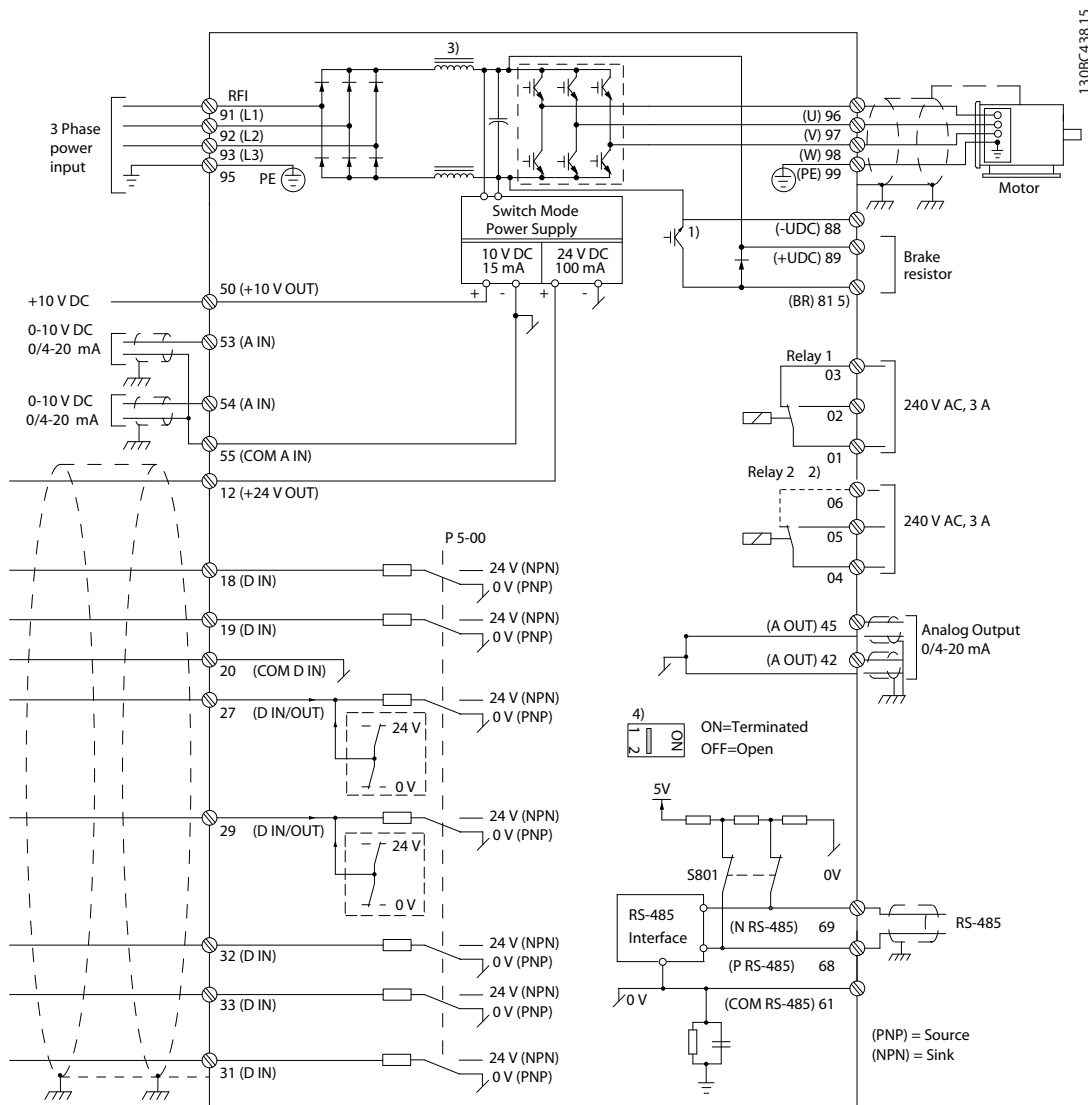 130BC438.15
3)
3 Phase
power
input
RFI
91 (L1)
92 (L2)
93 (L3)
95
PE
(U) 96
(V) 97
(W) 98
(PE) 99
Motor
Switch Mode
Power Supply
10 V DC
15 mA
24 V DC
100 mA
+ - + -
1)
(-UDC) 88
(+UDC) 89
(BR) 81 5)
Brake
resistor
+10 V DC
50 (+10 V OUT)
0-10 V DC
0/4-20 mA
53 (A IN)
0-10 V DC
0/4-20 mA
54 (A IN)
55 (COM A IN)
12 (+24 V OUT)
Relay 1
03
02
01
240 V AC, 3 A
Relay 2 2)
06
05
04
240 V AC, 3 A
P 5-00
18 (D IN)
24 V (NPN)
0 V (PNP)
19 (D IN)
24 V (NPN)
0 V (PNP)
20 (COM D IN)
27 (D IN/OUT)
24 V (NPN)
0 V (PNP)
24 V
0 V
29 (D IN/OUT)
24 V (NPN)
0 V (PNP)
24 V
0 V
32 (D IN)
24 V (NPN)
0 V (PNP)
33 (D IN)
24 V (NPN)
0 V (PNP)
31 (D IN)
24 V (NPN)
0 V (PNP)
(A OUT) 45
(A OUT) 42
Analog Output
0/4-20 mA
4)
1 2
ON
ON=Terminated
OFF=Open
5V
S801
0V
RS-485
Interface
(N RS-485) 69
(P RS-485) 68
RS-485
0 V
(COM RS-485) 61
(PNP) = Source
(NPN) = Sink